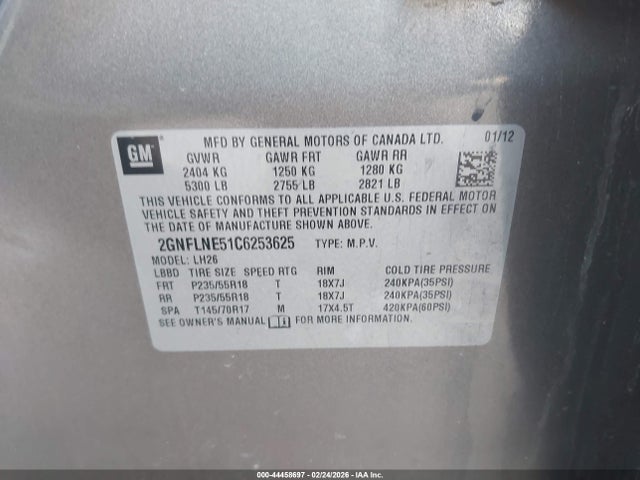 GM
MFD BY GENERAL MOTORS OF CANADA LTD. 01/12
GVWR GAWR FRT GAWR RR
2404 KG 1250 KG 1280 KG
5300 LB 2755 LB 2821 LB
THIS VEHICLE CONFORMS TO ALL APPLICABLE U.S. FEDERAL MOTOR
VEHICLE SAFETY AND THEFT PREVENTION STANDARDS IN EFFECT ON
THE DATE OF MANUFACTURE SHOWN ABOVE.
2GNFLNE51C6253625 TYPE: M.P.V.
MODEL: LH26
LBBD TIRE SIZE SPEED RTG RIM COLD TIRE PRESSURE
FRT P235/55R18 T 18X7J 240KPA(35PSI)
RR P235/55R18 T 18X7J 240KPA(35PSI)
SPA T145/70R17 M 17X4.5T 420KPA(60PSI)
SEE OWNER'S MANUAL FOR MORE INFORMATION.
000-44458697 - 02/24/2026 - IAA Inc.